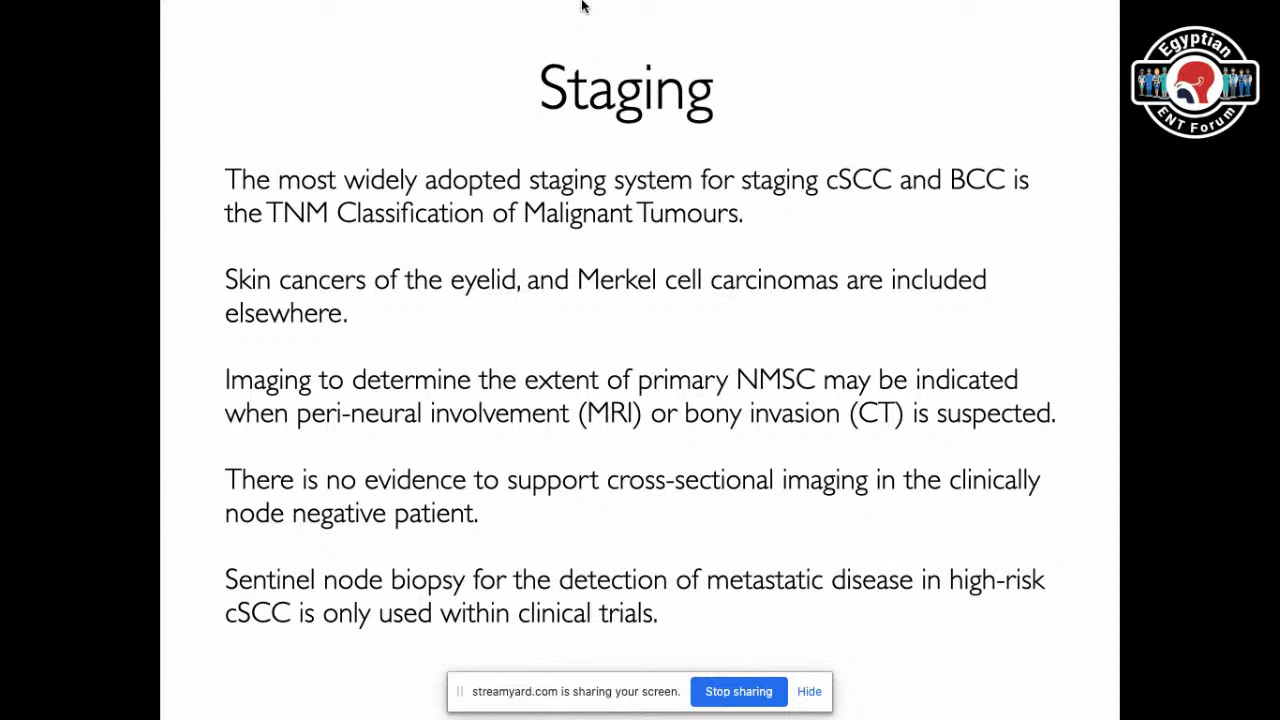 Egyptian
ENT Forum
Staging
The most widely adopted staging system for staging cSCC and BCC is
the TNM Classification of Malignant Tumours.
Skin cancers of the eyelid, and Merkel cell carcinomas are included
elsewhere.
Imaging to determine the extent of primary NMSC may be indicated
when peri-neural involvement (MRI) or bony invasion (CT) is suspected.
There is no evidence to support cross-sectional imaging in the clinically
node negative patient.
Sentinel node biopsy for the detection of metastatic disease in high-risk
cSCC is only used within clinical trials.
streamyard.com is sharing your screen. Stop sharing Hide